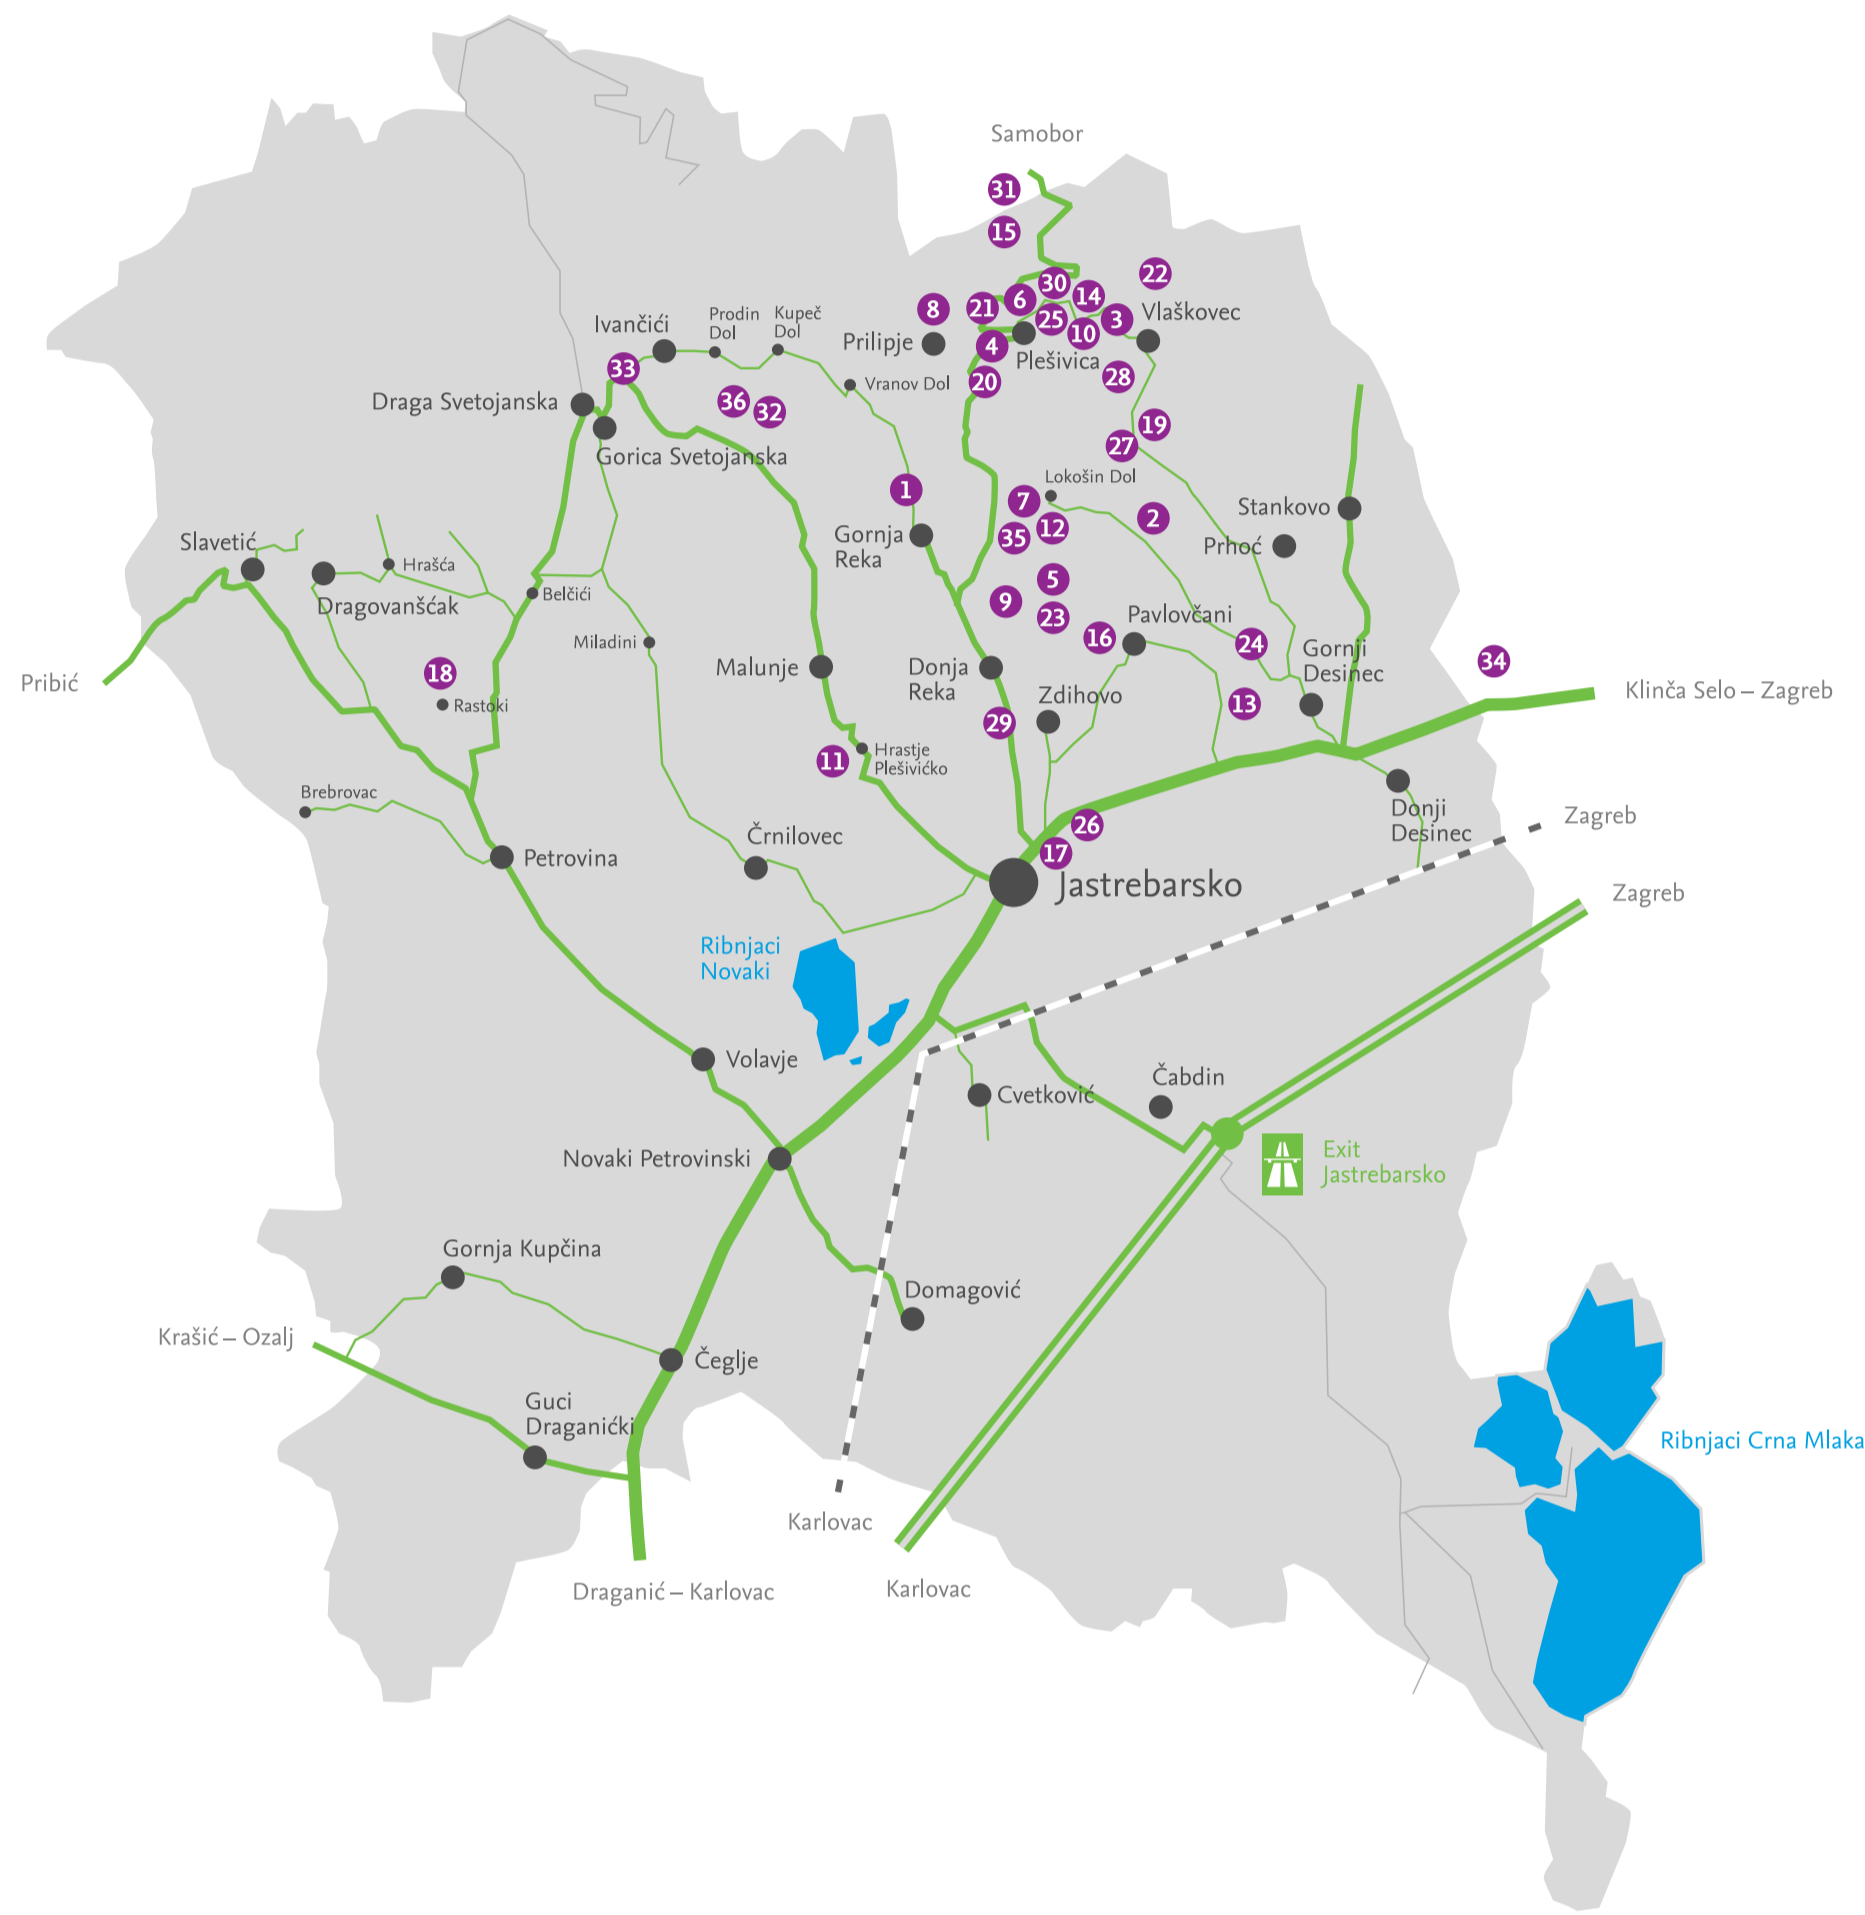 Samobor
31
15
22
30
14
6
21
8
3
Vlaškovec
25
10
Prodin
Dol
Kupeč
Dol
Ivančići
Prilipje
4
Plešivica
33
28
20
Vranov Dol
Draga Svetojanska
36
32
19
27
Gorica Svetojanska
Lokošin Dol
1
7
2
Stankovo
12
35
Gornja
Reka
Prhoć
Slavetić
Hrašća
Dragovanšćak
Belčići
5
9
23
Pavlovčani
16
24
Miladini
Gornji
Desinec
34
Malunje
Donja
Reka
18
Pribić
Rastoki
Zdihovo
13
Klinča Selo – Zagreb
29
11
Hrastje
Plešivičko
Brebrovac
Donji
Desinec
Zagreb
26
17
Črnilovec
Petrovina
Jastrebarsko
Zagreb
Ribnjaci
Novaki
Volavje
Čabdin
Cvetković
Novaki Petrovinski
Exit
Jastrebarsko
Gornja Kupčina
Domagović
Krašić – Ozalj
Čeglje
Guci
Draganićki
Ribnjaci Crna Mlaka
Karlovac
Draganić – Karlovac
Karlovac